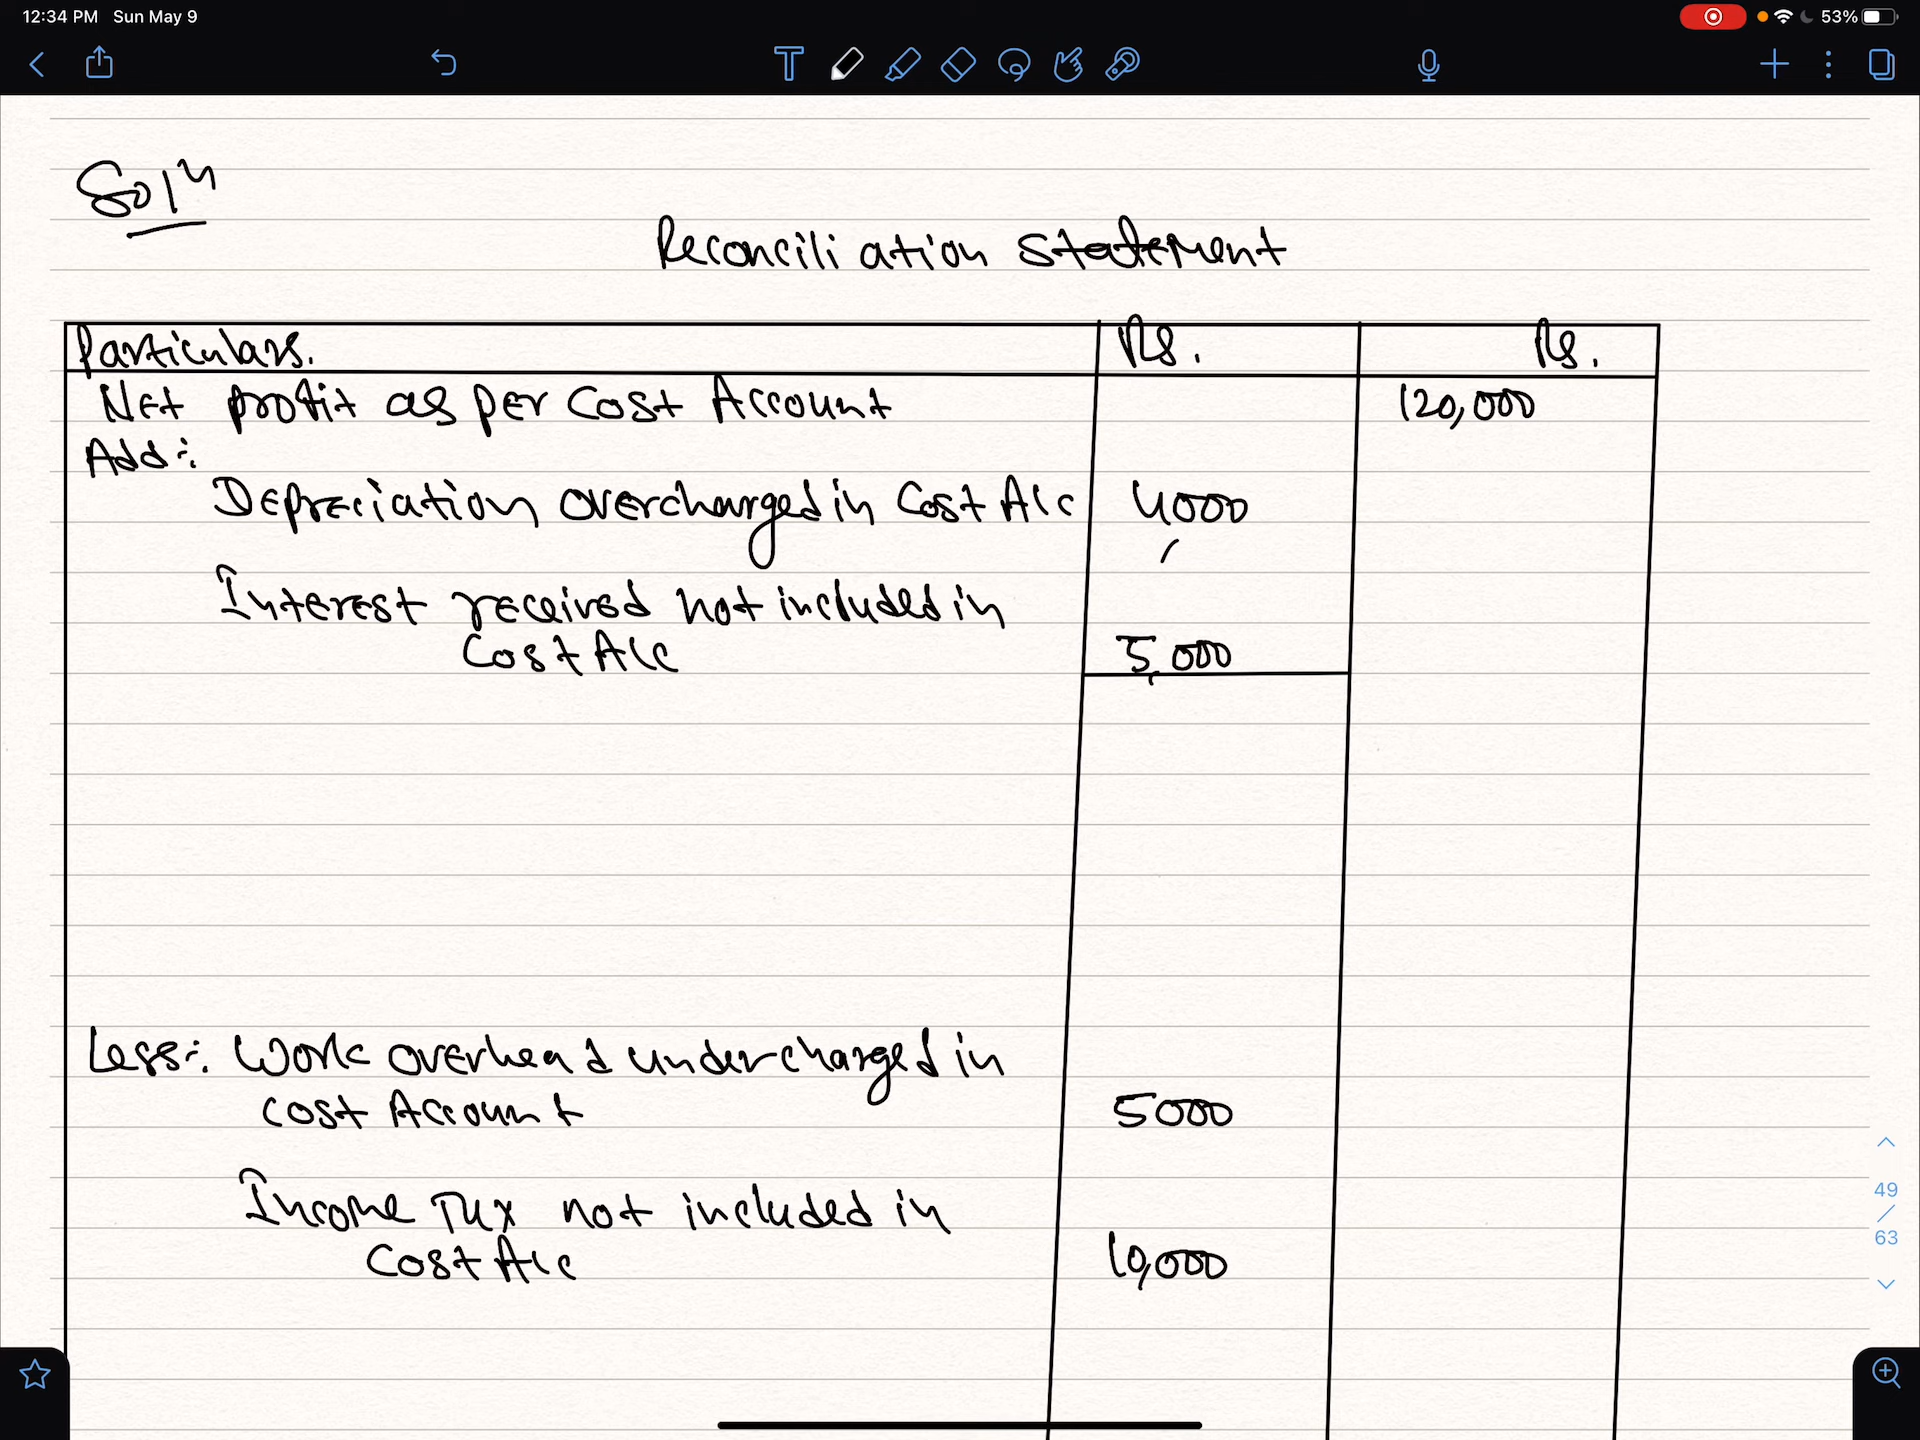 12:34 PM Sun May 9
53%
Solⁿ
Reconciliation Statement
Particulars. Rs. Rs.
Net profit as per Cost Account 120,000
Add:
Depreciation overcharged in Cost A/c 4000
Interest received not included in
Cost A/c 5,000
Less: Work overhead undercharged in
Cost Account 5000
Income Tax not included in
Cost A/c 10,000
49
/
63